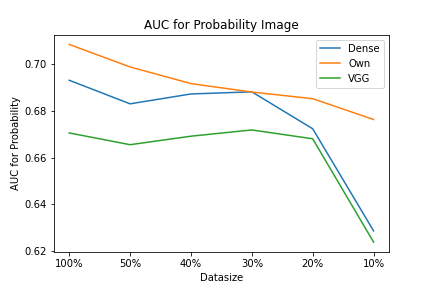 AUC for Probability Image
Dense
Own
VGG
0.70
0.68
0.66
0.64
0.62
AUC for Probability
100%
50%
40%
30%
20%
10%
Datasize